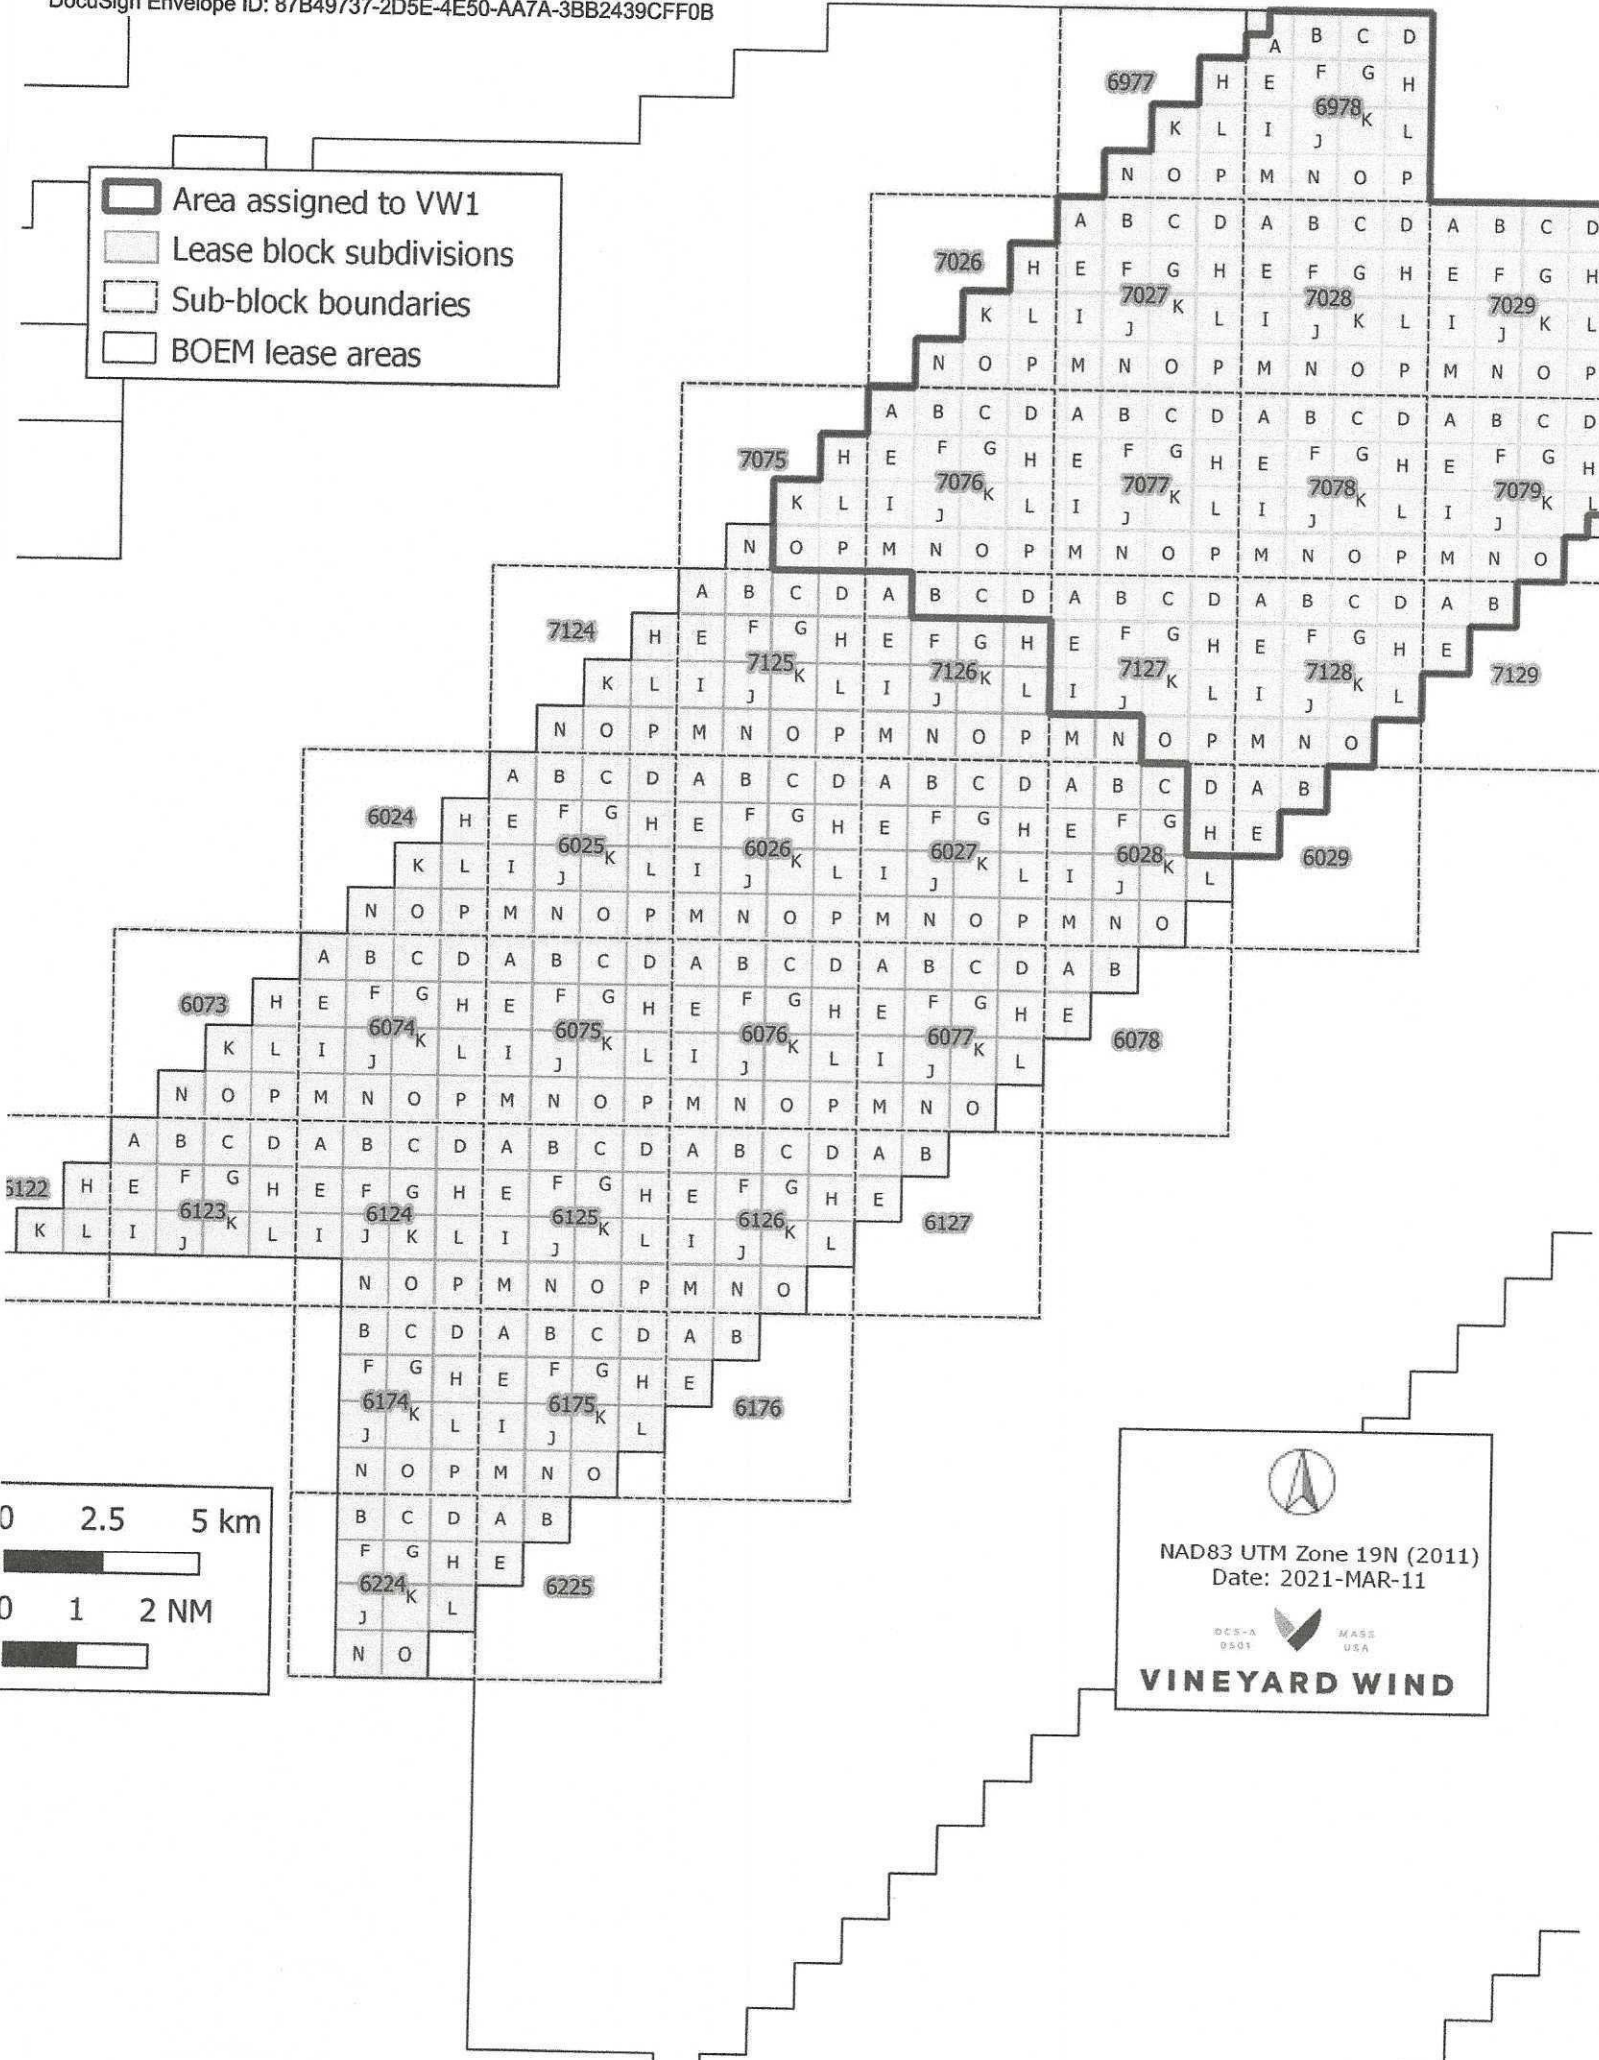 DocuSign Envelope ID: 87B49737-2D5E-4E50-AA7A-3BB2439CFF0B
A B C D
6977 H E F G H
6978
K L I J K L
N O P M N O P
Area assigned to VW1
Lease block subdivisions
Sub-block boundaries
BOEM lease areas
A B C D A B C D A B C D
7026 H E F G H E F G H E F G H
7027 7028 7029
K L I J K L I J K L I J K L
N O P M N O P M N O P M N O P
A B C D A B C D A B C D A B C D
7075 H E F G H E F G H E F G H E F G H
7076 7077 7078 7079
K L I J K L I J K L I J K L I J K L
N O P M N O P M N O P M N O P M N O
A B C D A B C D A B C D A B C D A B
7124 H E F G H E F G H E F G H E F G H E
7125 7126 7127 7128 7129
K L I J K L I J K L I J K L I J K L
N O P M N O P M N O P M N O P M N O
A B C D A B C D A B C D A B C D A B
6024 H E F G H E F G H E F G H E F G H E
6025 6026 6027 6028 6029
K L I J K L I J K L I J K L I J K L
N O P M N O P M N O P M N O P M N O
A B C D A B C D A B C D A B C D A B
6073 H E F G H E F G H E F G H E F G H E
6074 6075 6076 6077 6078
K L I J K L I J K L I J K L I J K L
N O P M N O P M N O P M N O P M N O
A B C D A B C D A B C D A B C D A B
6122 H E F G H E F G H E F G H E F G H E
6123 6124 6125 6126 6127
K L I J K L I J K L I J K L I J K L
N O P M N O P M N O
B C D A B C D A B
F G H E F G H E
6174 6175 6176
J K L I J K L
N O P M N O
B C D A B
F G H E
6224 6225
J K L
N O
0 2.5 5 km
0 1 2 NM
NAD83 UTM Zone 19N (2011)
Date: 2021-MAR-11
OCS-A
0501
MASS
USA
VINEYARD WIND